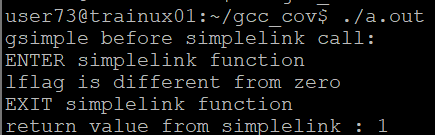 user73@trainux01:~/gcc_cov$ ./a.out
gsimple before simplelink call:
ENTER simplelink function
lflag is different from zero
EXIT simplelink function
return value from simplelink : 1